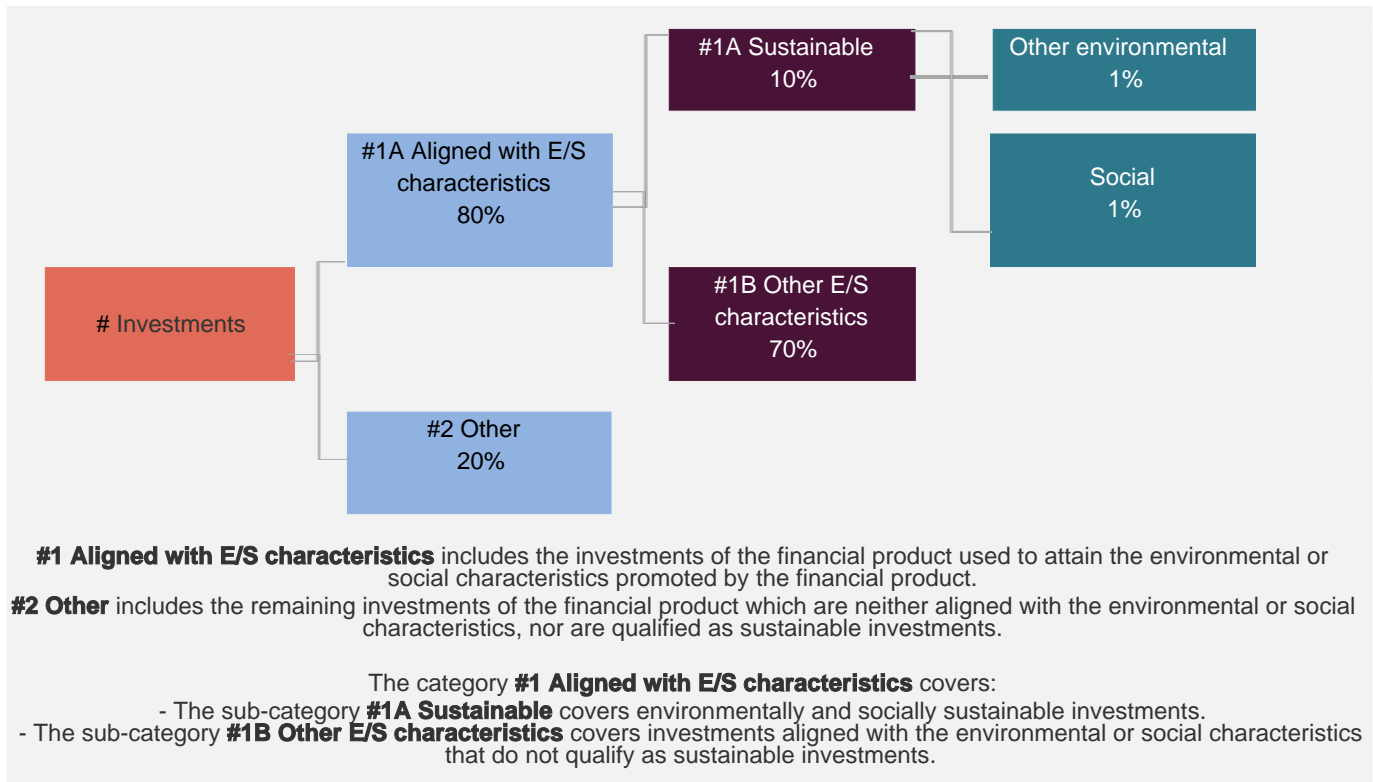 #1A Sustainable
10%
Other environmental
1%
#1A Aligned with E/S
characteristics
80%
Social
1%
# Investments
#1B Other E/S
characteristics
70%
#2 Other
20%
#1 Aligned with E/S characteristics includes the investments of the financial product used to attain the environmental or
social characteristics promoted by the financial product.
#2 Other includes the remaining investments of the financial product which are neither aligned with the environmental or social
characteristics, nor are qualified as sustainable investments.
The category #1 Aligned with E/S characteristics covers:
- The sub-category #1A Sustainable covers environmentally and socially sustainable investments.
- The sub-category #1B Other E/S characteristics covers investments aligned with the environmental or social characteristics
that do not qualify as sustainable investments.